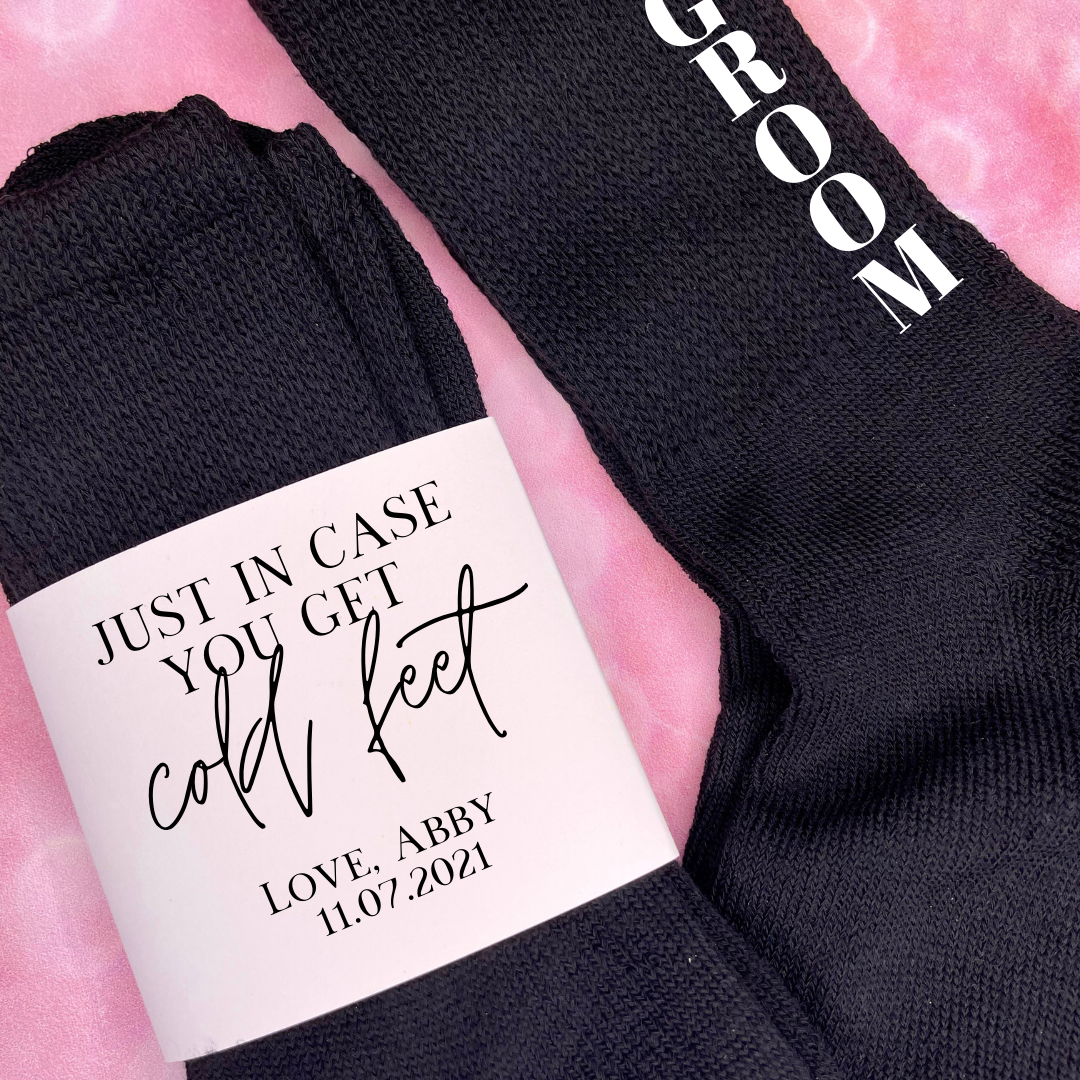 GROOM
JUST IN CASE
YOU GET
cold feet
LOVE, ABBY
11.07.2021